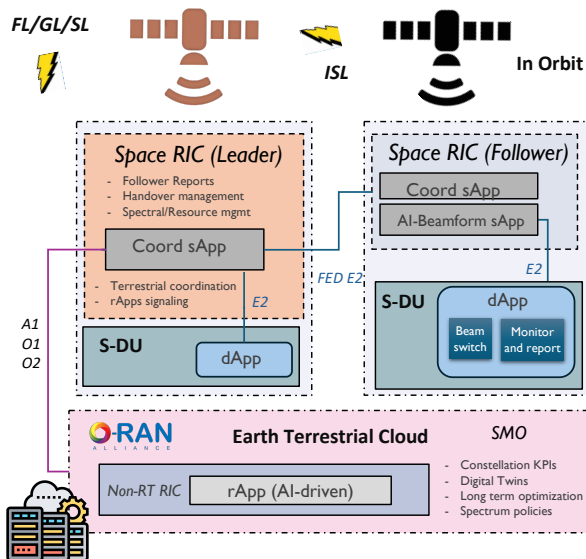 FL/GL/SL
ISL
In Orbit
Space RIC (Leader)
- Follower Reports
- Handover management
- Spectral/Resource mgmt
Coord sApp
- Terrestrial coordination
- rApps signaling
E2
S-DU
dApp
FED E2
Space RIC (Follower)
Coord sApp
AI-Beamform sApp
E2
S-DU
dApp
Beam
switch
Monitor
and report
A1
O1
O2
O-RAN
ALLIANCE
Earth Terrestrial Cloud
SMO
Non-RT RIC
rApp (AI-driven)
- Constellation KPIs
- Digital Twins
- Long term optimization
- Spectrum policies